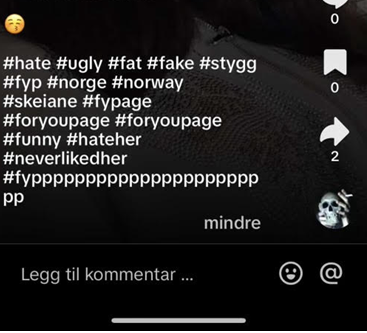 0
#hate #ugly #fat #fake #stygg
#fyp #norge #norway
0
#skeiane #fypage
#foryoupage #foryoupage
#funny #hateher
2
#neverlikedher
#fyppppppppppppppppppppp
pp
mindre
Legg til kommentar ...
@